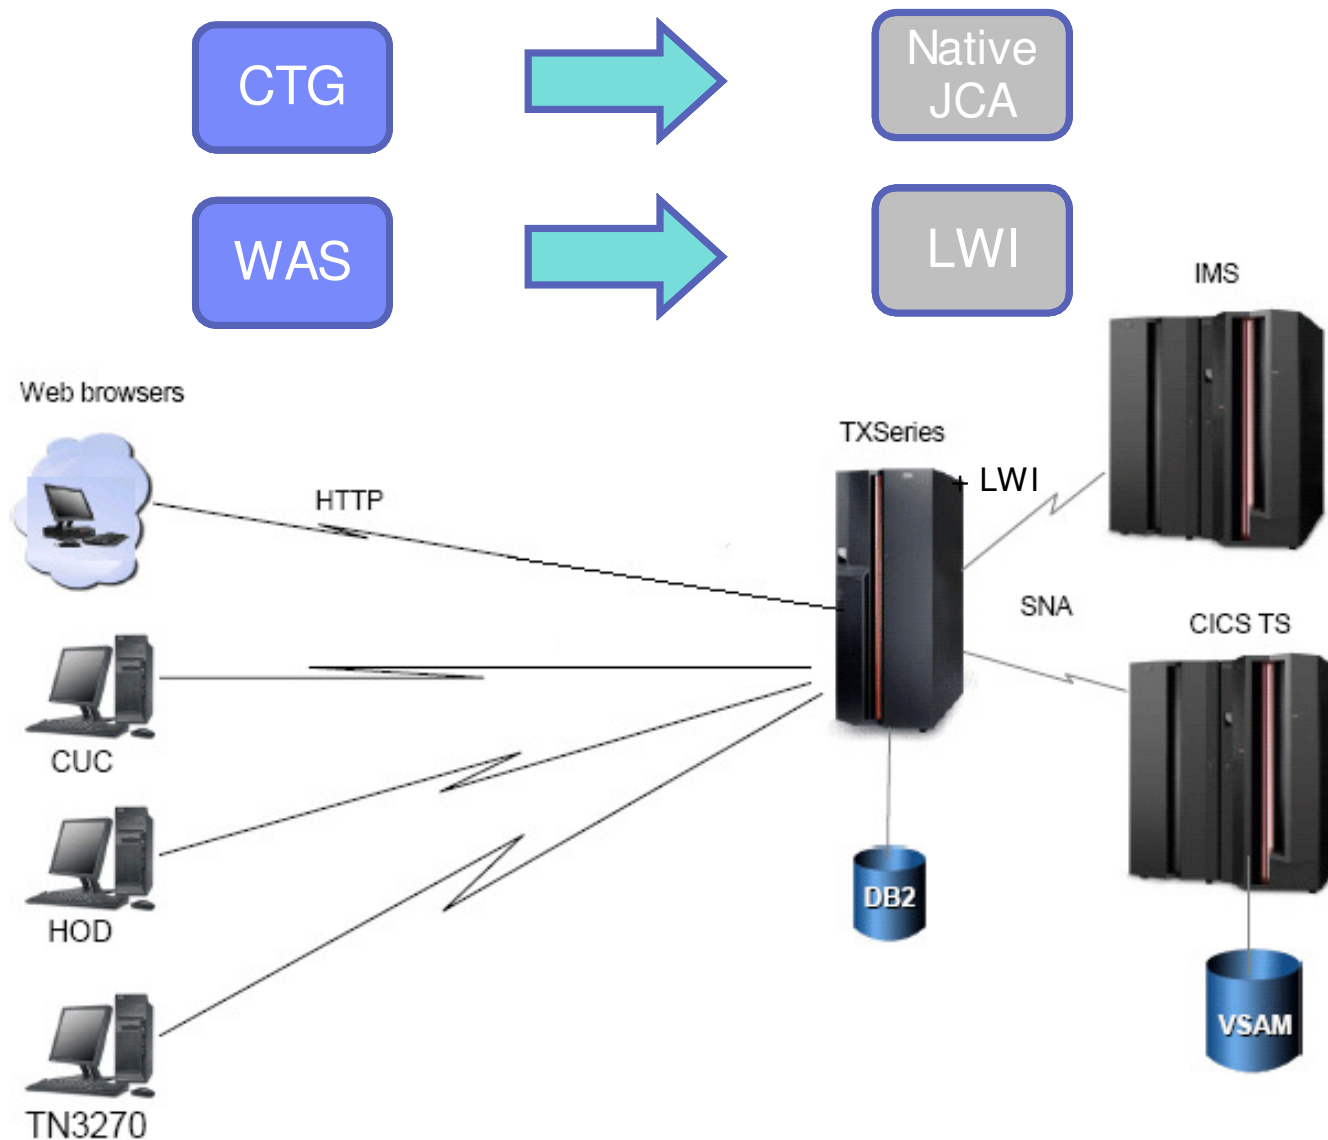 CTG
Native
JCA
WAS
LWI
IMS
Web browsers
TXSeries
+ LWI
HTTP
SNA
CICS TS
CUC
DB2
HOD
VSAM
TN3270